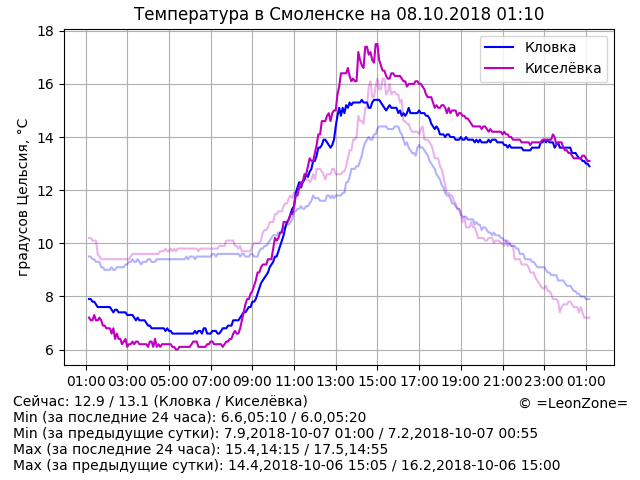 Температура в Смоленске на 08.10.2018 01:10
Кловка
Киселёвка
градусов Цельсия, °C
18
16
14
12
10
8
6
01:00 03:00 05:00 07:00 09:00 11:00 13:00 15:00 17:00 19:00 21:00 23:00 01:00
Сейчас: 12.9 / 13.1 (Кловка / Киселёвка)
© =LeonZone=
Min (за последние 24 часа): 6.6,05:10 / 6.0,05:20
Min (за предыдущие сутки): 7.9,2018-10-07 01:00 / 7.2,2018-10-07 00:55
Max (за последние 24 часа): 15.4,14:15 / 17.5,14:55
Max (за предыдущие сутки): 14.4,2018-10-06 15:05 / 16.2,2018-10-06 15:00